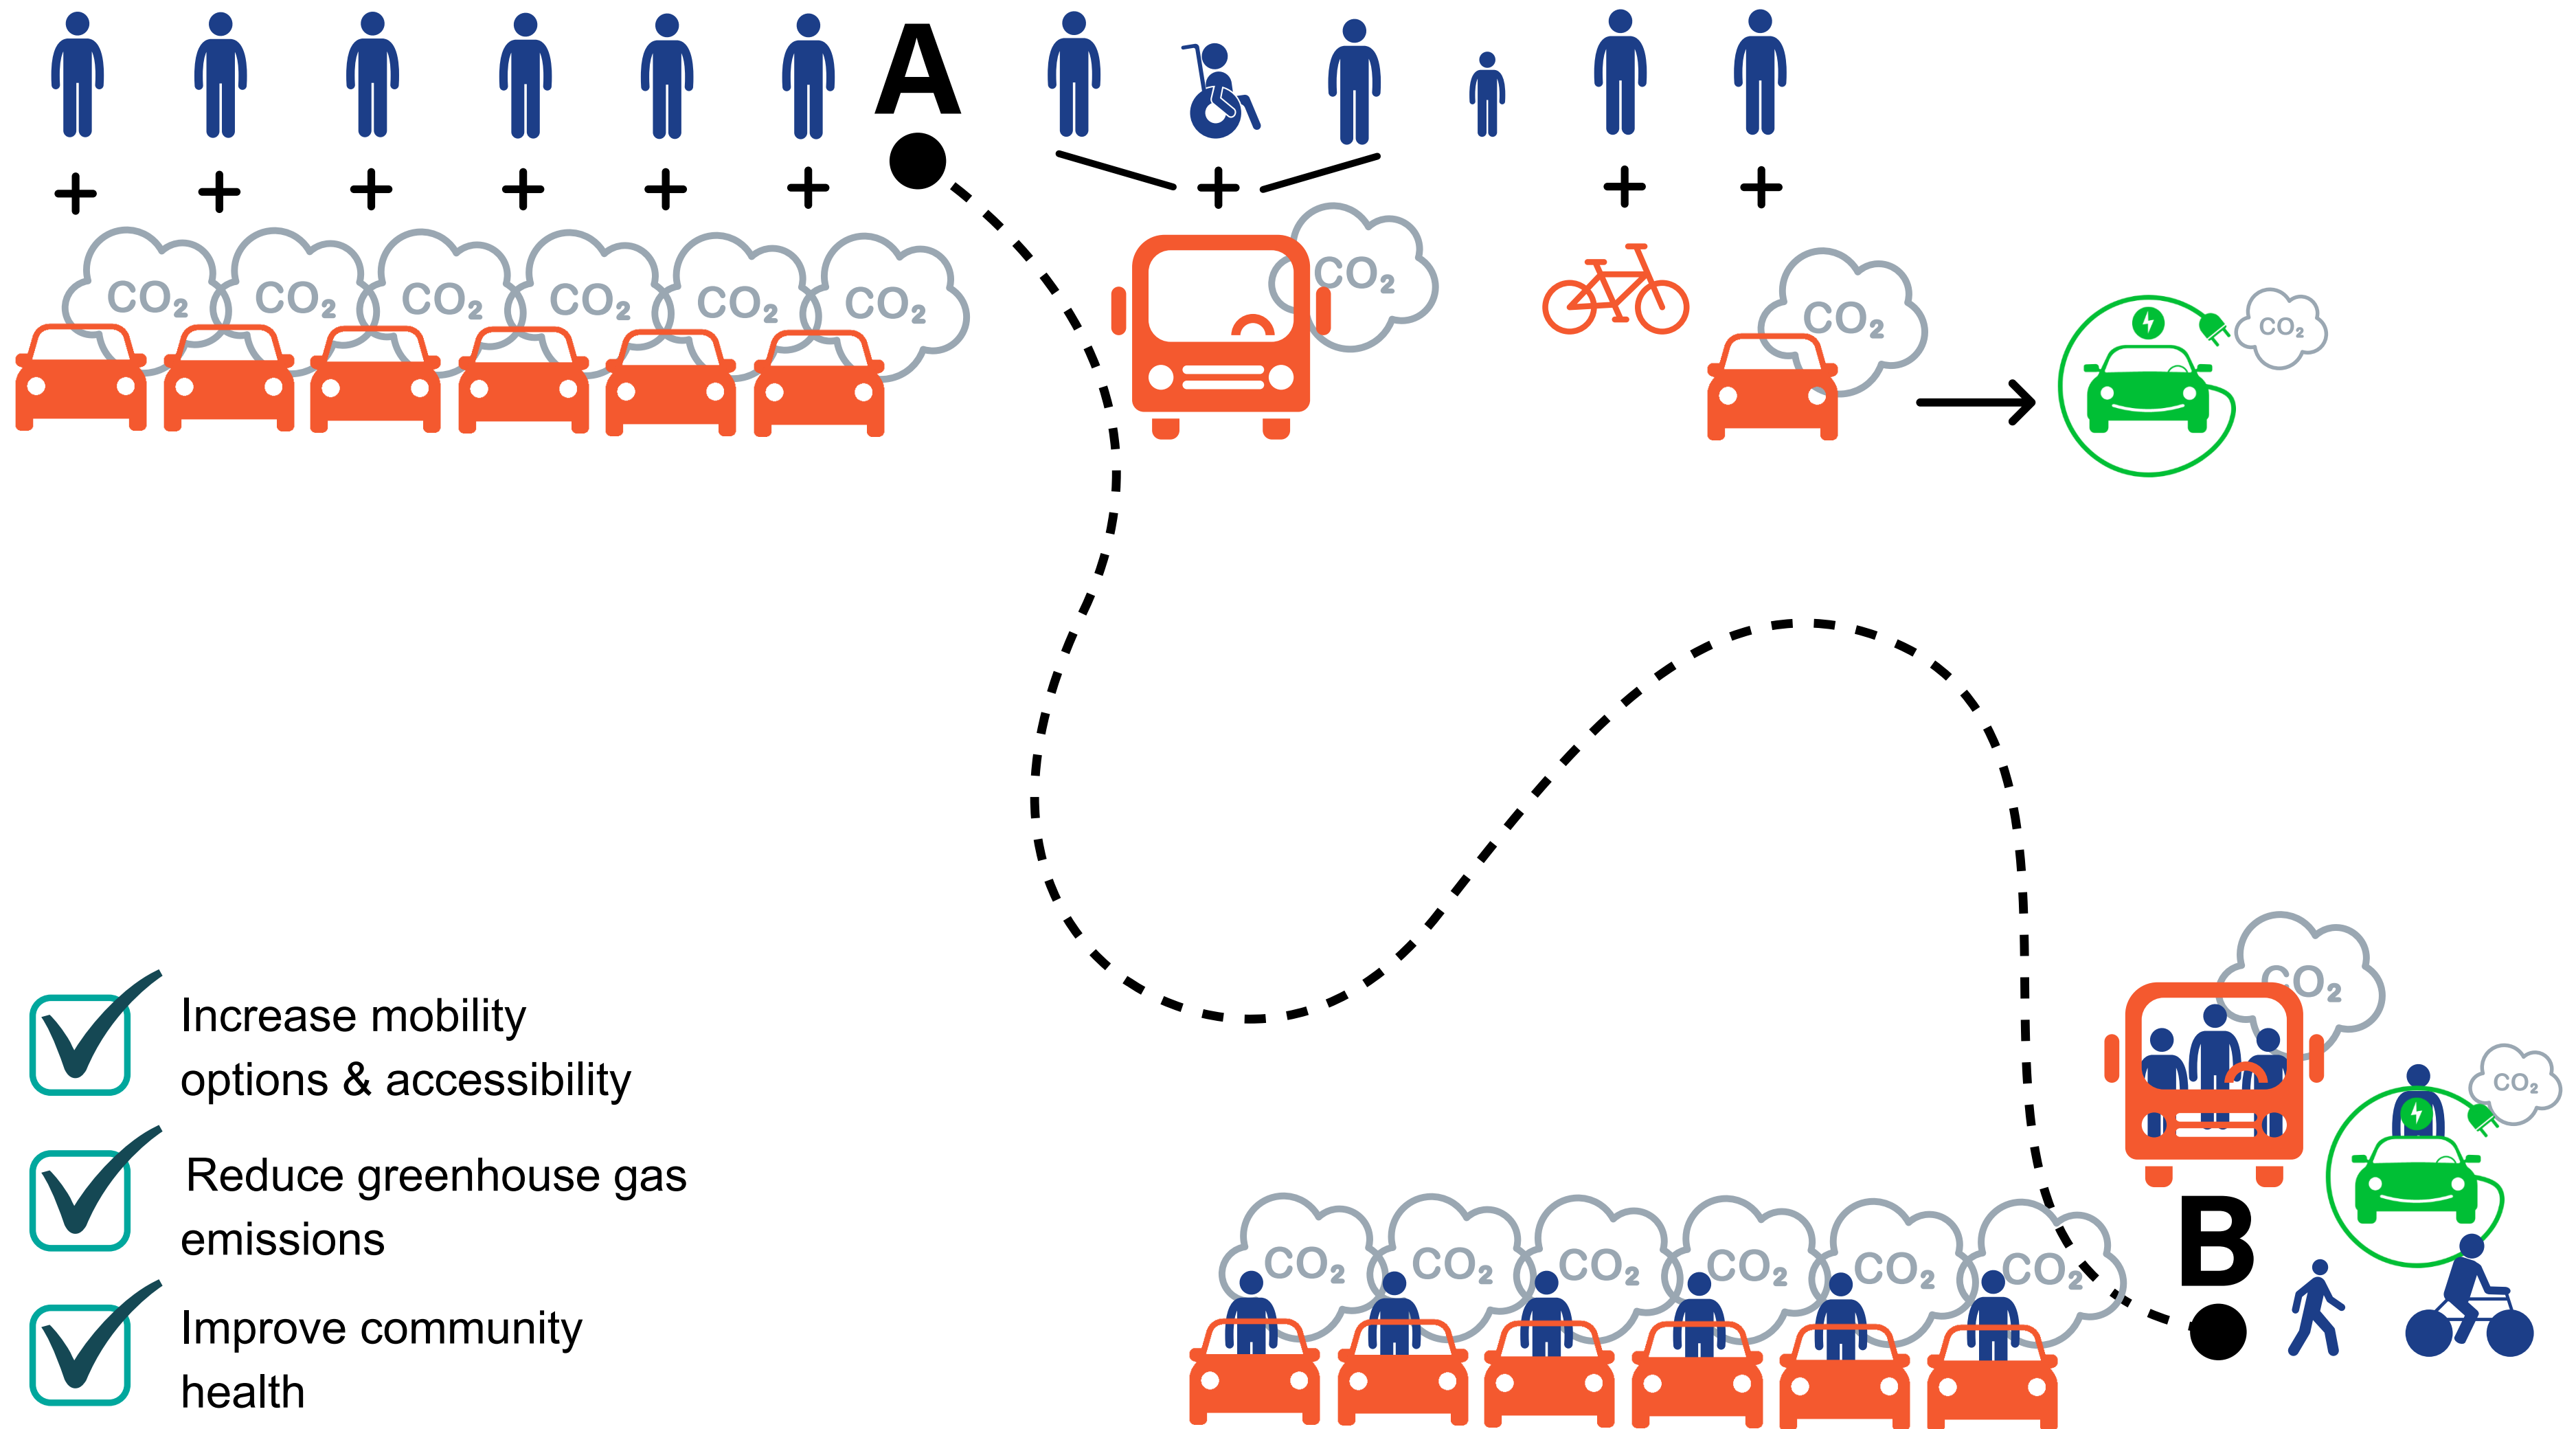 A
CO₂ CO₂ CO₂ CO₂ CO₂ CO₂
CO₂
CO₂
CO₂
Increase mobility
options & accessibility
Reduce greenhouse gas
emissions
Improve community
health
CO₂
CO₂
B
CO₂ CO₂ CO₂ CO₂ CO₂ CO₂